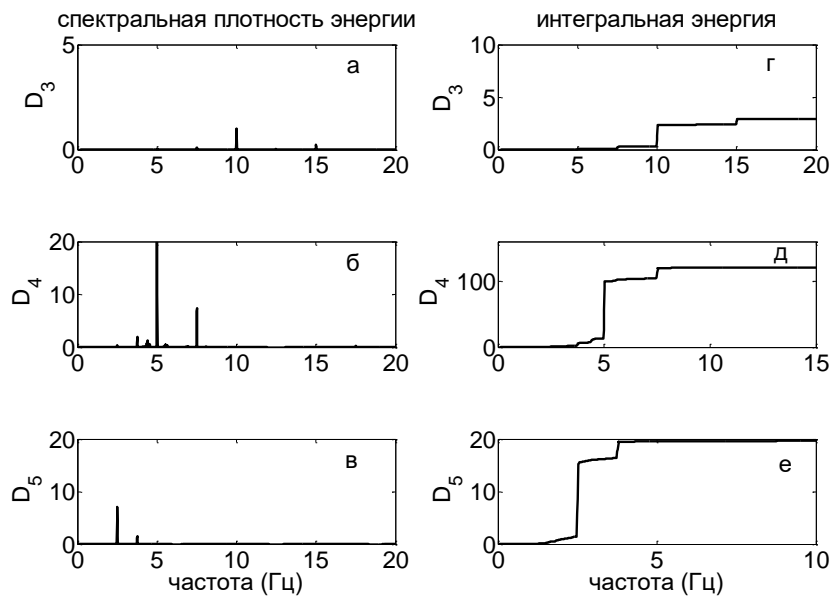 спектральная плотность энергии
интегральная энергия
5
D3
0
а
0 5 10 15 20
10
5
D3
0
г
0 5 10 15 20
20
10
D4
0
б
0 5 10 15 20
100
D4
0
д
0 5 10 15
20
10
D5
0
в
0 5 10 15 20
частота (Гц)
20
10
D5
0
е
0 5 10
частота (Гц)